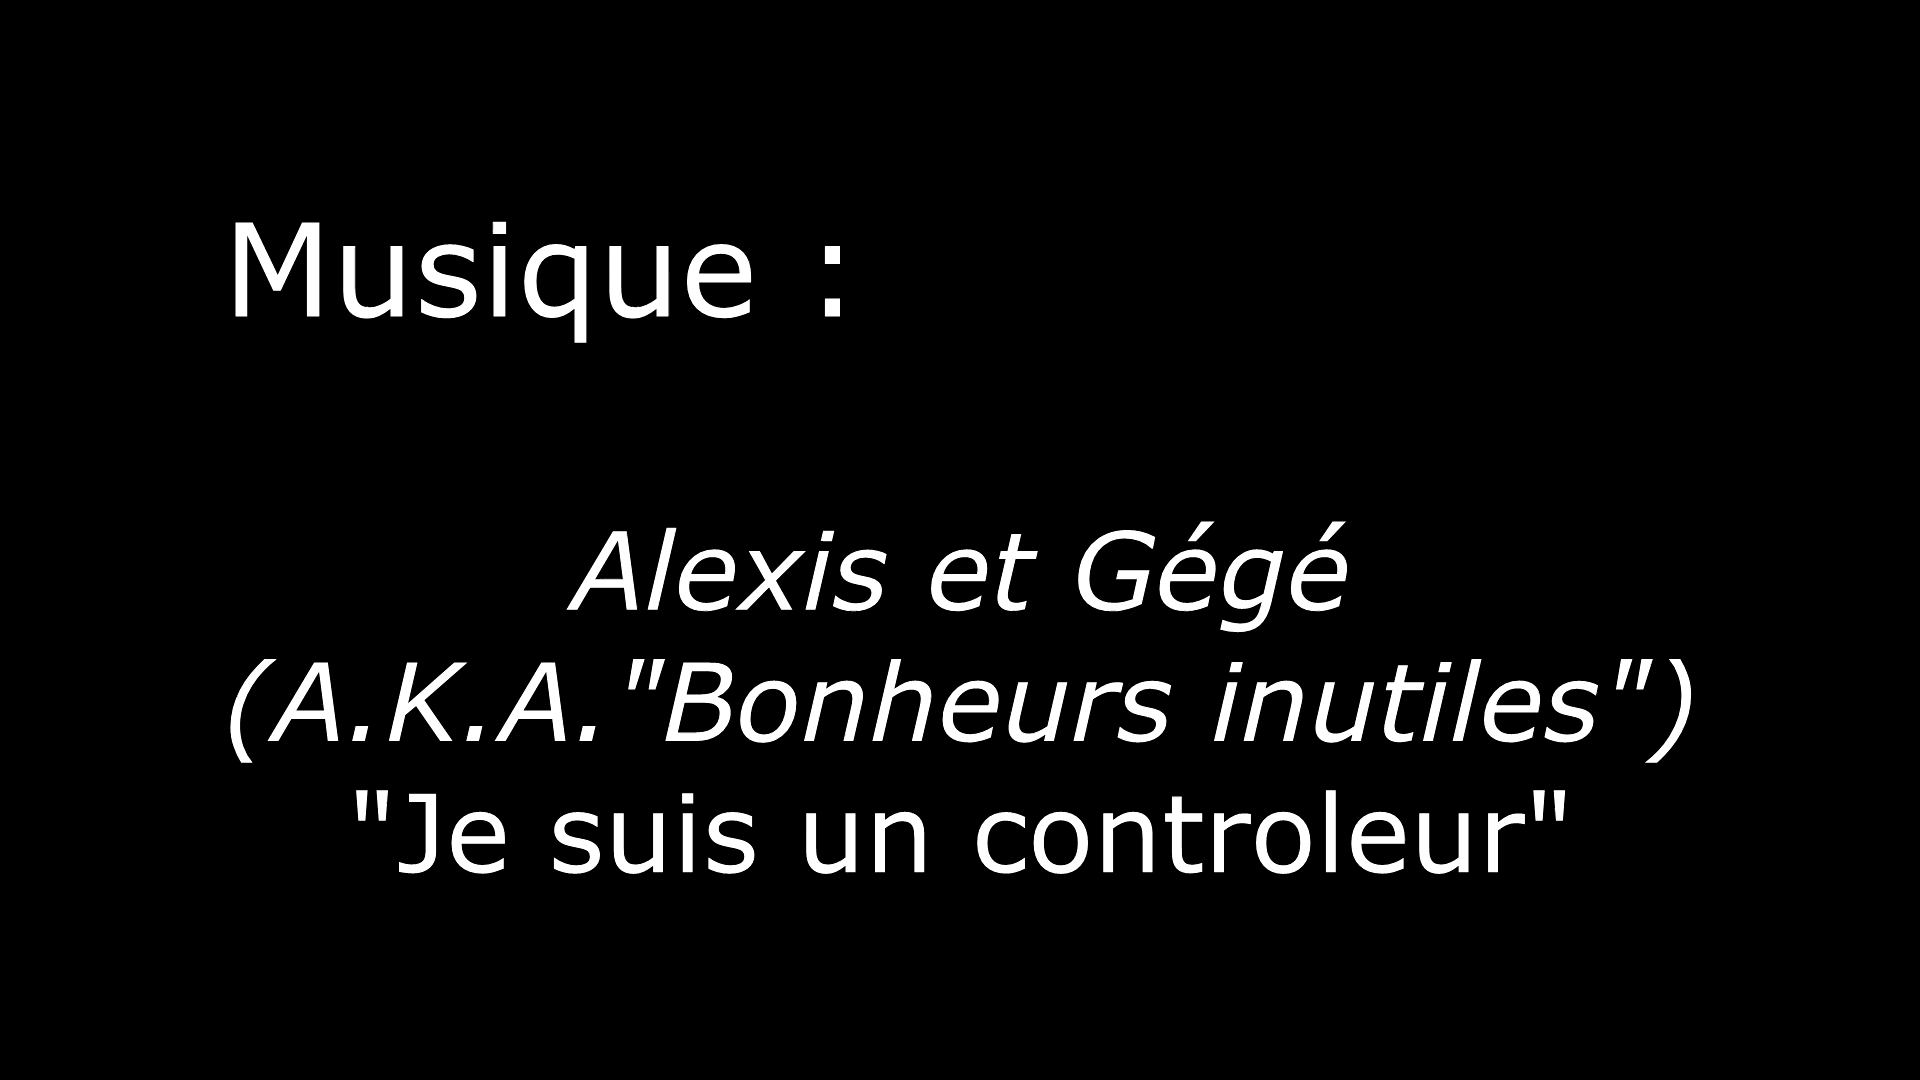 Musique :
Alexis et Gégé
(A.K.A."Bonheurs inutiles")
"Je suis un controleur"